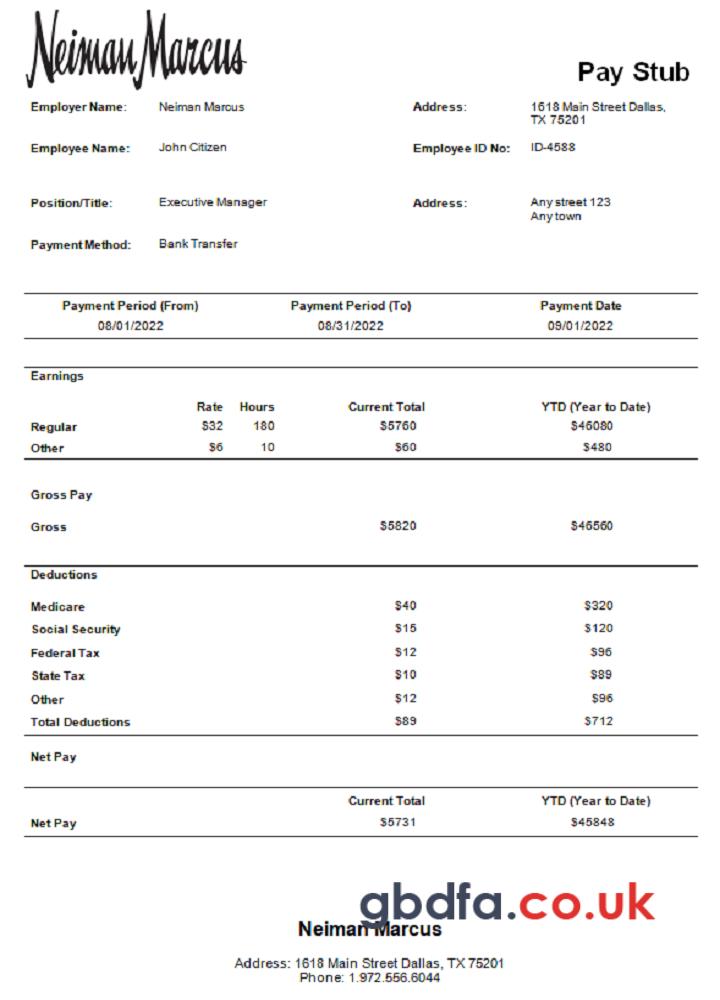 Neiman Marcus
Pay Stub
Employer Name: Neiman Marcus Address: 1618 Main Street Dallas,
TX 75201
Employee Name: John Citizen Employee ID No: ID-4588
Position/Title: Executive Manager Address: Any street 123
Any town
Payment Method: Bank Transfer
Payment Period (From) Payment Period (To) Payment Date
08/01/2022 08/31/2022 09/01/2022
Earnings
Rate Hours Current Total YTD (Year to Date)
Regular $32 180 $5760 $46080
Other $6 10 $60 $480
Gross Pay
Gross $5820 $46560
Deductions
Medicare $40 $320
Social Security $15 $120
Federal Tax $12 $96
State Tax $10 $89
Other $12 $96
Total Deductions $89 $712
Net Pay
Current Total YTD (Year to Date)
Net Pay $5731 $45848
gbdfa.co.uk
Neiman Marcus
Address: 1618 Main Street Dallas, TX 75201
Phone: 1.972.556.6044